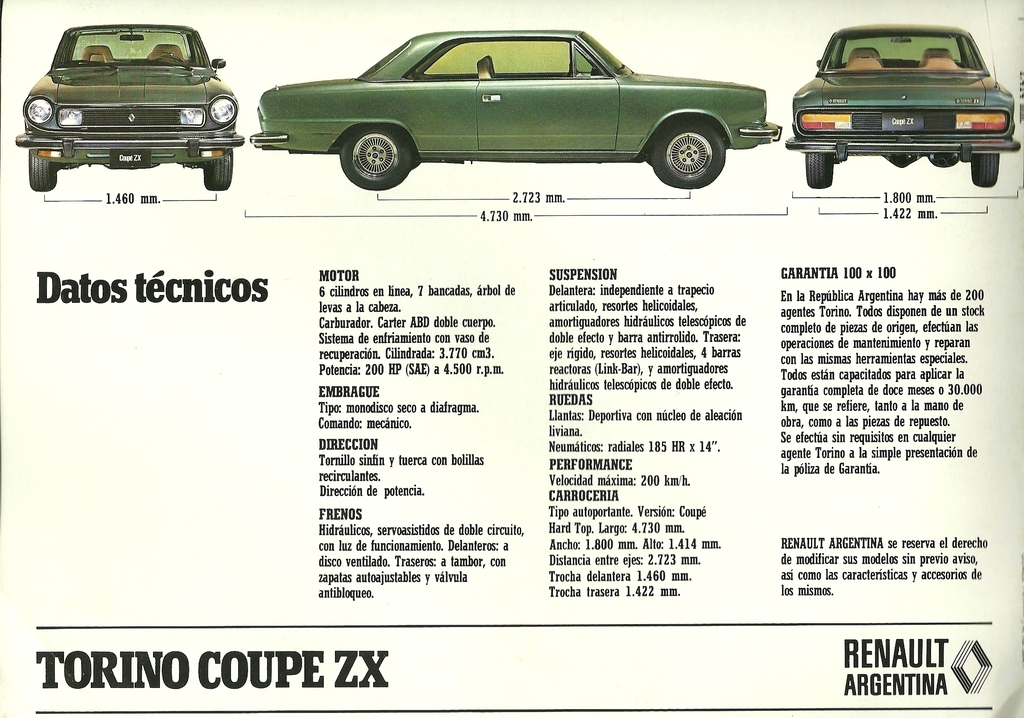 RENAULT
TORINO ZX
Coupé ZX
Coupé ZX
1.460 mm.
2.723 mm.
4.730 mm.
1.800 mm.
1.422 mm.
Datos técnicos
MOTOR
6 cilindros en línea, 7 bancadas, árbol de
levas a la cabeza.
Carburador. Carter ABD doble cuerpo.
Sistema de enfriamiento con vaso de
recuperación. Cilindrada: 3.770 cm3.
Potencia: 200 HP (SAE) a 4.500 r.p.m.
EMBRAGUE
Tipo: monodisco seco a diafragma.
Comando: mecánico.
DIRECCION
Tornillo sinfín y tuerca con bolillas
recirculantes.
Dirección de potencia.
FRENOS
Hidráulicos, servoasistidos de doble circuito,
con luz de funcionamiento. Delanteros: a
disco ventilado. Traseros: a tambor, con
zapatas autoajustables y válvula
antibloqueo.
SUSPENSION
Delantera: independiente a trapecio
articulado, resortes helicoidales,
amortiguadores hidráulicos telescópicos de
doble efecto y barra antirrolido. Trasera:
eje rígido, resortes helicoidales, 4 barras
reactoras (Link-Bar), y amortiguadores
hidráulicos telescópicos de doble efecto.
RUEDAS
Llantas: Deportiva con núcleo de aleación
liviana.
Neumáticos: radiales 185 HR x 14".
PERFORMANCE
Velocidad máxima: 200 km/h.
CARROCERIA
Tipo autoportante. Versión: Coupé
Hard Top. Largo: 4.730 mm.
Ancho: 1.800 mm. Alto: 1.414 mm.
Distancia entre ejes: 2.723 mm.
Trocha delantera 1.460 mm.
Trocha trasera 1.422 mm.
GARANTIA 100 x 100
En la República Argentina hay más de 200
agentes Torino. Todos disponen de un stock
completo de piezas de origen, efectúan las
operaciones de mantenimiento y reparan
con las mismas herramientas especiales.
Todos están capacitados para aplicar la
garantía completa de doce meses o 30.000
km, que se refiere, tanto a la mano de
obra, como a las piezas de repuesto.
Se efectúa sin requisitos en cualquier
agente Torino a la simple presentación de
la póliza de Garantía.
RENAULT ARGENTINA se reserva el derecho
de modificar sus modelos sin previo aviso,
así como las características y accesorios de
los mismos.
TORINO COUPE ZX
RENAULT
ARGENTINA